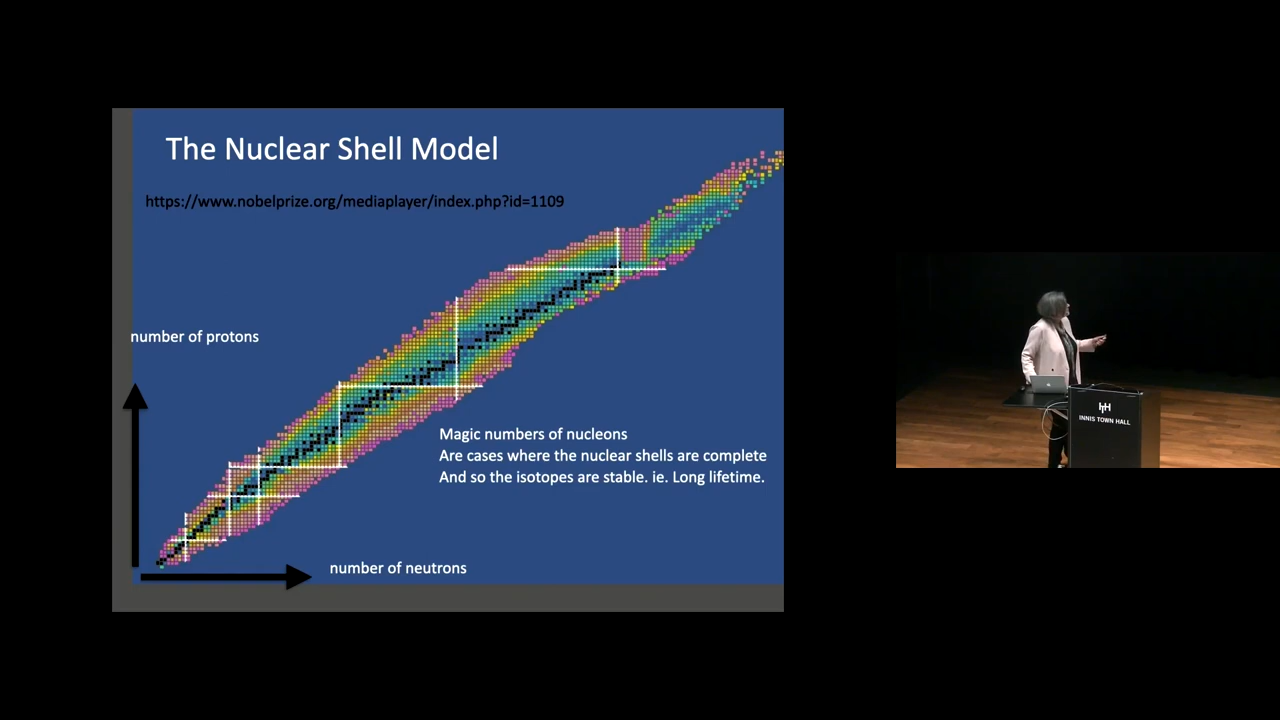 The Nuclear Shell Model
https://www.nobelprize.org/mediaplayer/index.php?id=1109
number of protons
Magic numbers of nucleons
Are cases where the nuclear shells are complete
And so the isotopes are stable. ie. Long lifetime.
number of neutrons
INNIS TOWN HALL